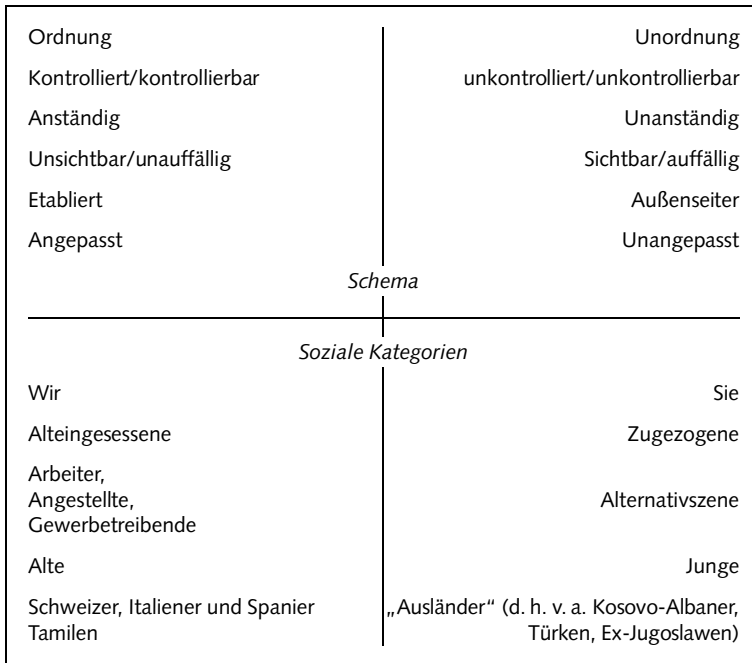 Ordnung Unordnung
Kontrolliert/kontrollierbar unkontrolliert/unkontrollierbar
Anständig Unanständig
Unsichtbar/unauffällig Sichtbar/auffällig
Etabliert Außenseiter
Angepasst Unangepasst
Schema
Soziale Kategorien
Wir Sie
Alteingesessene Zugezogene
Arbeiter,
Angestellte, Alternativszene
Gewerbetreibende
Alte Junge
Schweizer, Italiener und Spanier „Ausländer“ (d. h. v. a. Kosovo-Albaner,
Tamilen Türken, Ex-Jugoslawen)